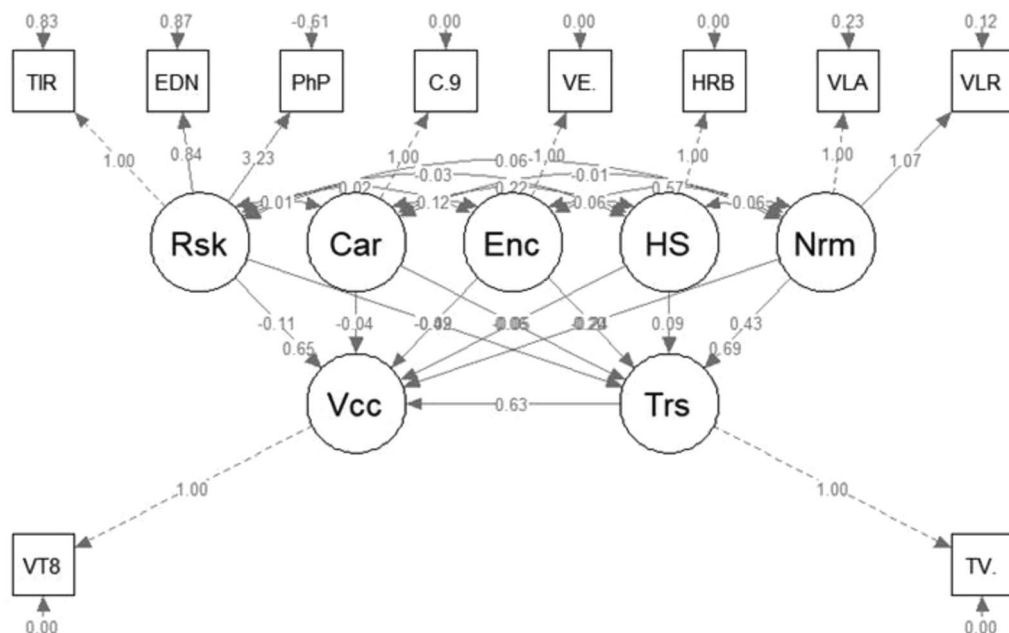 0.83 0.87 -0.61 0.00 0.00 0.00 0.23 0.12
TIR EDN PhP C.9 VE. HRB VLA VLR
1.00 0.84 3.23 1.00 0.06 -1.00 1.00 1.00 1.07
-0.03 -0.01
0.02 0.22 0.57
0.01 0.12 0.06 -0.06
Rsk Car Enc HS Nrm
-0.11 -0.04 0.09 0.43
0.65 0.69
Vcc 0.63 Trs
1.00 1.00
VT8 TV.
0.00 0.00